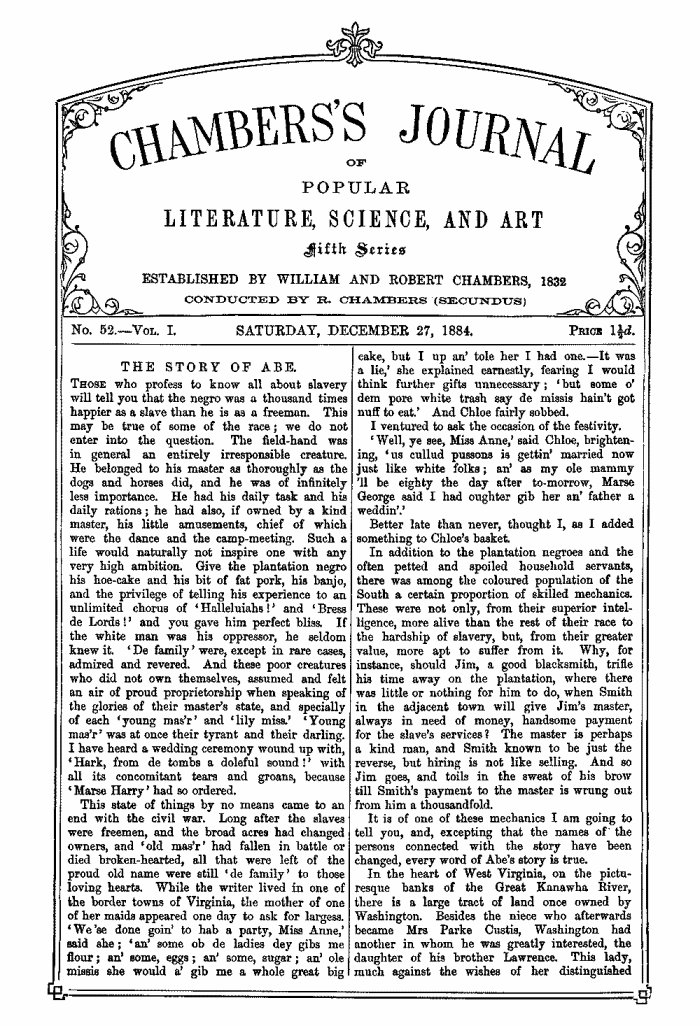 CHAMBERS'S JOURNAL
OF
POPULAR
LITERATURE, SCIENCE, AND ART
Fifth Series
ESTABLISHED BY WILLIAM AND ROBERT CHAMBERS, 1832
CONDUCTED BY R. CHAMBERS (SECUNDUS)
No. 52.—Vol. I.
SATURDAY, DECEMBER 27, 1884.
Price 1½d.
THE STORY OF ABE.
Those who profess to know all about slavery
will tell you that the negro was a thousand times
happier as a slave than he is as a freeman. This
may be true of some of the race; we do not
enter into the question. The field-hand was
in general an entirely irresponsible creature.
He belonged to his master as thoroughly as the
dogs and horses did, and he was of infinitely
less importance. He had his daily task and his
daily rations; he had also, if owned by a kind
master, his little amusements, chief of which
were the dance and the camp-meeting. Such a
life would naturally not inspire one with any
very high ambition. Give the plantation negro
his hoe-cake and his bit of fat pork, his banjo,
and the privilege of telling his experience to an
unlimited chorus of 'Halleluiahs!' and 'Bress
de Lords!' and you gave him perfect bliss. If
the white man was his oppressor, he seldom
knew it. 'De family' were, except in rare cases,
admired and revered. And these poor creatures
who did not own themselves, assumed and felt
an air of proud proprietorship when speaking of
the glories of their master's state, and specially
of each 'young mas'r' and 'lily miss.' 'Young
mas'r' was at once their tyrant and their darling.
I have heard a wedding ceremony wound up with,
'Hark, from de tombs a doleful sound!' with
all its concomitant tears and groans, because
'Marse Harry' had so ordered.
This state of things by no means came to an
end with the civil war. Long after the slaves
were freemen, and the broad acres had changed
owners, and 'old mas'r' had fallen in battle or
died broken-hearted, all that were left of the
proud old name were still 'de family' to those
loving hearts. While the writer lived in one of
the border towns of Virginia, the mother of one
of her maids appeared one day to ask for largess.
'We'se done goin' to hab a party, Miss Anne,'
said she; 'an' some ob de ladies dey gibs me
flour; an' some, eggs; an' some, sugar; an' ole
missis she would a' gib me a whole great big
cake, but I up an' tole her I had one.—It was
a lie,' she explained earnestly, fearing I would
think further gifts unnecessary; 'but some o'
dem pore white trash say de missis hain't got
nuff to eat.' And Chloe fairly sobbed.
I ventured to ask the occasion of the festivity.
'Well, ye see, Miss Anne,' said Chloe, brighten-
ing, 'us cullud pussons is gettin' married now
just like white folks; an' as my ole mammy
'll be eighty the day after to-morrow, Marse
George said I had oughter gib her an' father a
weddin'.'
Better late than never, thought I, as I added
something to Chloe's basket.
In addition to the plantation negroes and the
often petted and spoiled household servants,
there was among the coloured population of the
South a certain proportion of skilled mechanics.
These were not only, from their superior intel-
ligence, more alive than the rest of their race to
the hardship of slavery, but, from their greater
value, more apt to suffer from it. Why, for
instance, should Jim, a good blacksmith, trifle
his time away on the plantation, where there
was little or nothing for him to do, when Smith
in the adjacent town will give Jim's master,
always in need of money, handsome payment
for the slave's services? The master is perhaps
a kind man, and Smith known to be just the
reverse, but hiring is not like selling. And so
Jim goes, and toils in the sweat of his brow
till Smith's payment to the master is wrung out
from him a thousandfold.
It is of one of these mechanics I am going to
tell you, and, excepting that the names of the
persons connected with the story have been
changed, every word of Abe's story is true.
In the heart of West Virginia, on the pictu-
resque banks of the Great Kanawha River,
there is a large tract of land once owned by
Washington. Besides the niece who afterwards
became Mrs Parke Custis, Washington had
another in whom he was greatly interested, the
daughter of his brother Lawrence. This lady,
much against the wishes of her distinguished